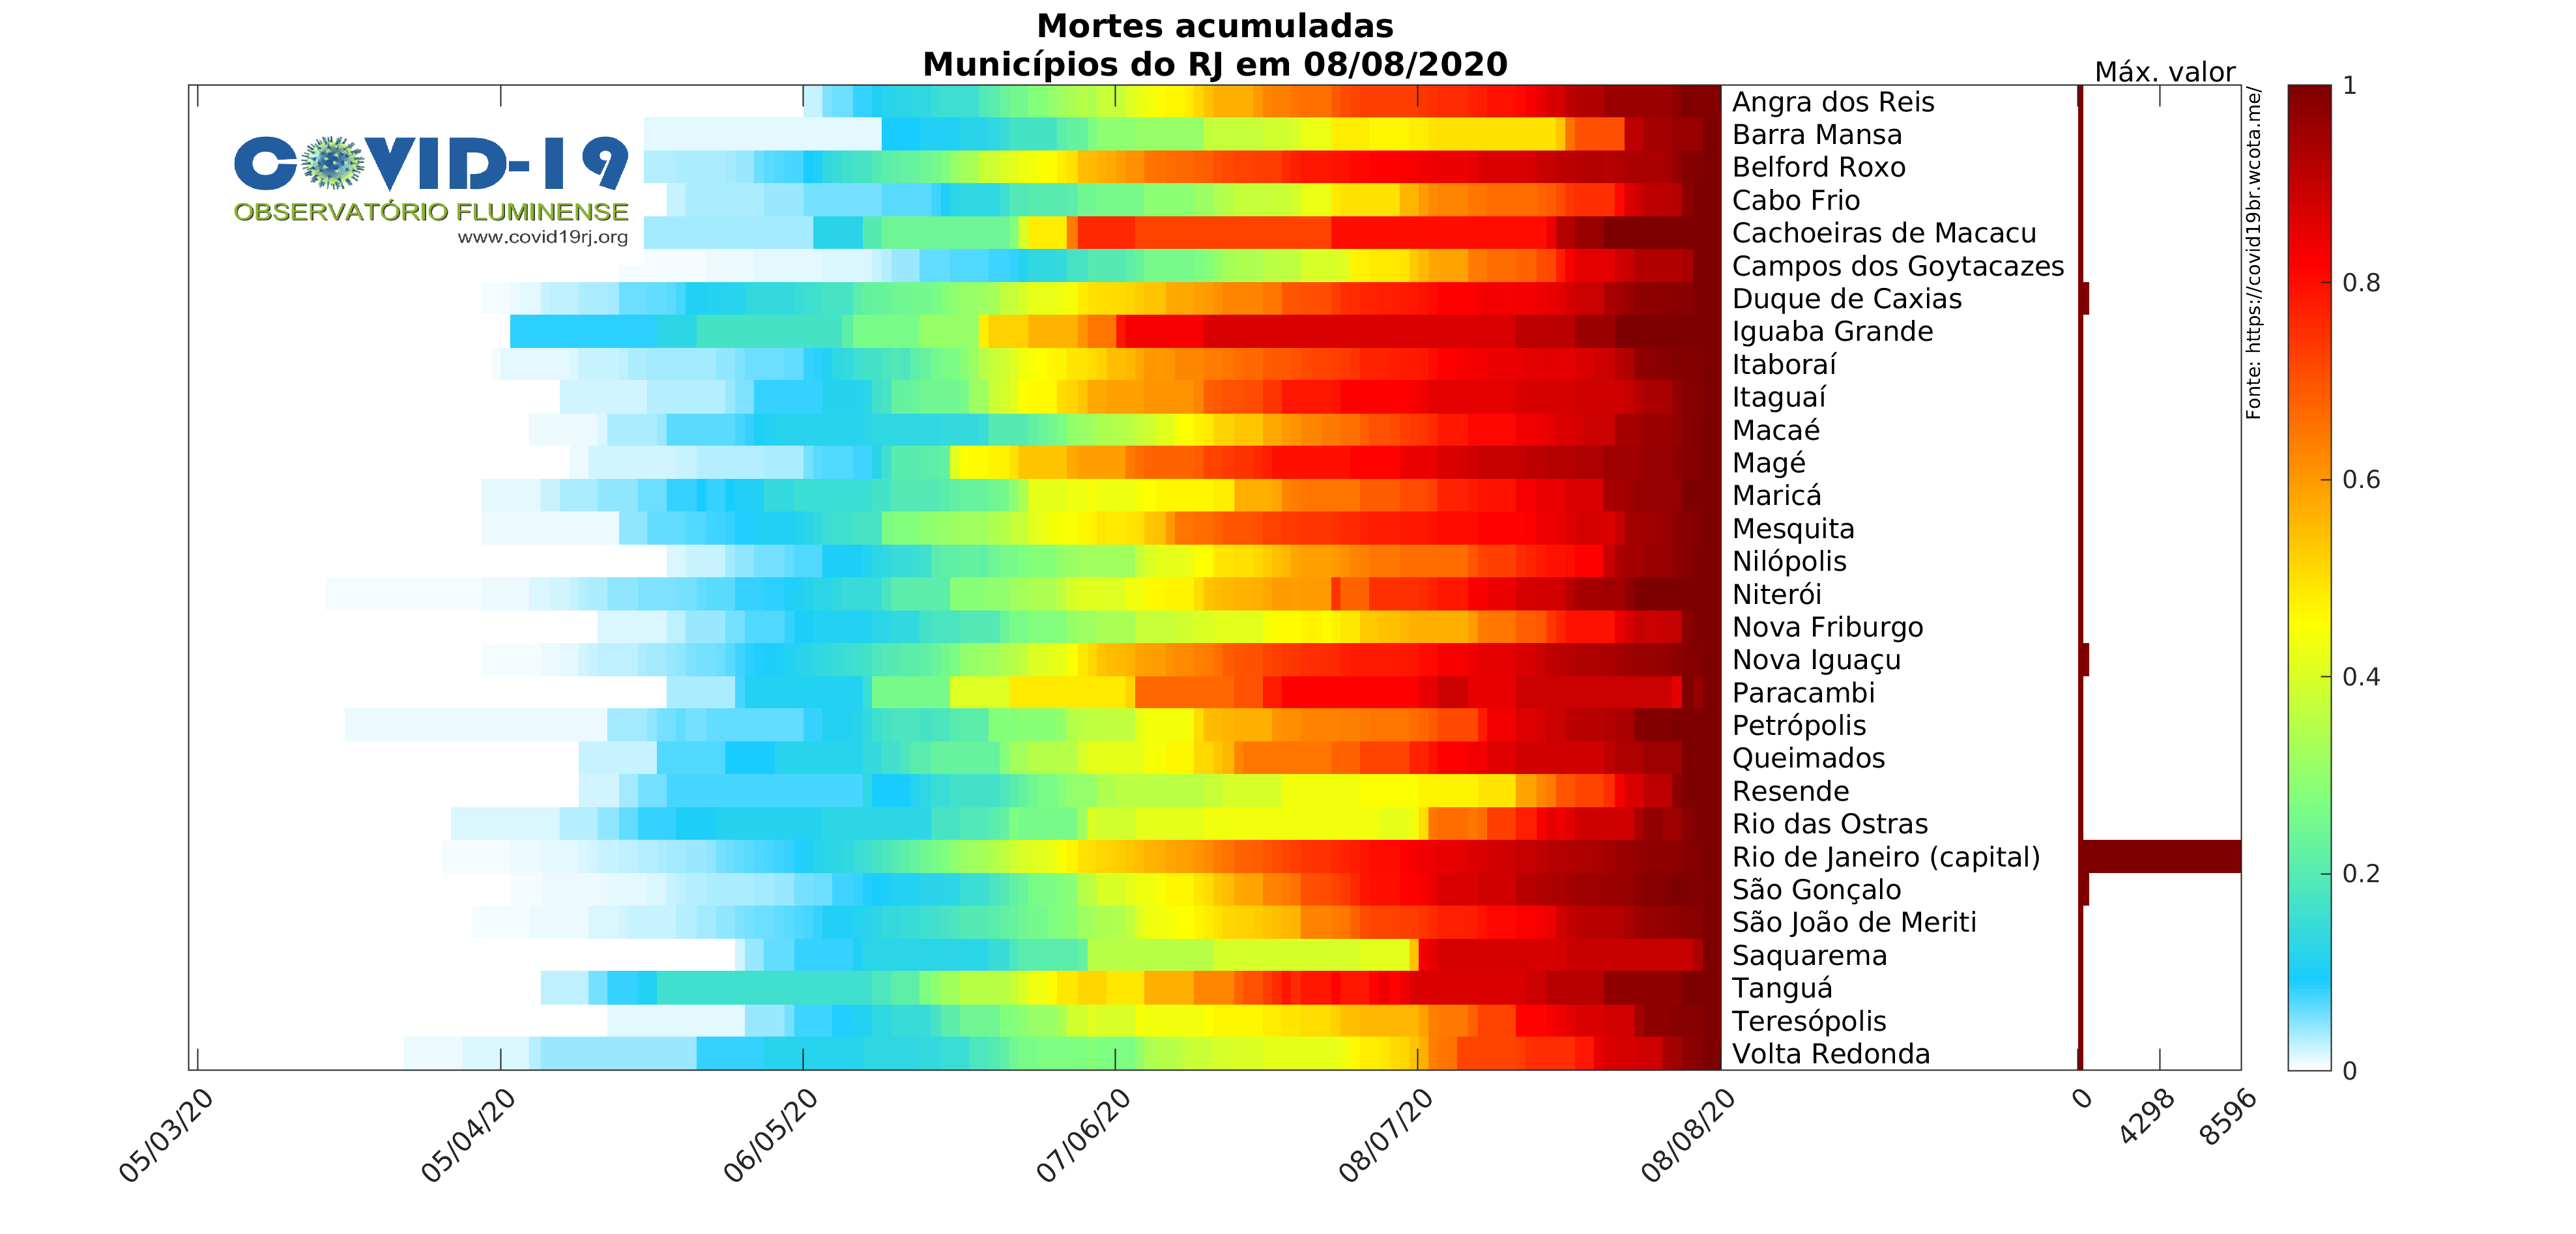 Mortes acumuladas
Municípios do RJ em 08/08/2020
Máx. valor
COVID-19
OBSERVATÓRIO FLUMINENSE
www.covid19rj.org
Angra dos Reis
Barra Mansa
Belford Roxo
Cabo Frio
Cachoeiras de Macacu
Campos dos Goytacazes
Duque de Caxias
Iguaba Grande
Itaboraí
Itaguaí
Macaé
Magé
Maricá
Mesquita
Nilópolis
Niterói
Nova Friburgo
Nova Iguaçu
Paracambi
Petrópolis
Queimados
Resende
Rio das Ostras
Rio de Janeiro (capital)
São Gonçalo
São João de Meriti
Saquarema
Tanguá
Teresópolis
Volta Redonda
Fonte: https://covid19br.wcota.me/
1
0.8
0.6
0.4
0.2
0
05/03/20
05/04/20
06/05/20
07/06/20
08/07/20
08/08/20
0
4298
8596